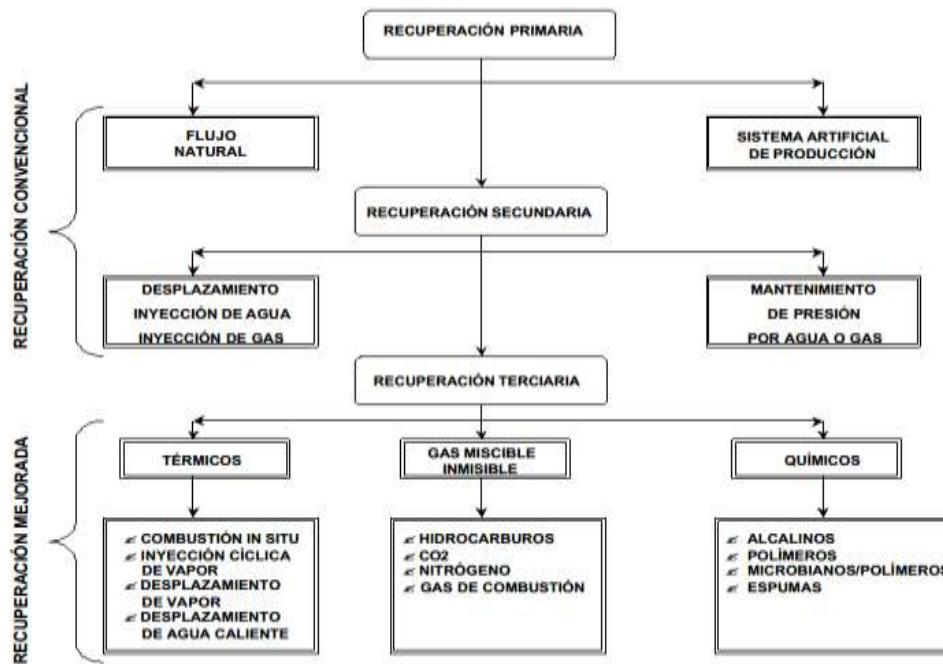 RECUPERACIÓN PRIMARIA
RECUPERACIÓN CONVENCIONAL
FLUJO
NATURAL
SISTEMA ARTIFICIAL
DE PRODUCCIÓN
RECUPERACIÓN SECUNDARIA
DESPLAZAMIENTO
INYECCIÓN DE AGUA
INYECCIÓN DE GAS
MANTENIMIENTO
DE PRESIÓN
POR AGUA O GAS
RECUPERACIÓN TERCIARIA
RECUPERACIÓN MEJORADA
TÉRMICOS
GAS MISCIBLE
INMISIBLE
QUÍMICOS
COMBUSTIÓN IN SITU
INYECCIÓN CÍCLICA
DE VAPOR
DESPLAZAMIENTO
DE VAPOR
DESPLAZAMIENTO
DE AGUA CALIENTE
HIDROCARBUROS
CO2
NITRÓGENO
GAS DE COMBUSTIÓN
ALCALINOS
POLÍMEROS
MICROBIANOS/POLÍMEROS
ESPUMAS